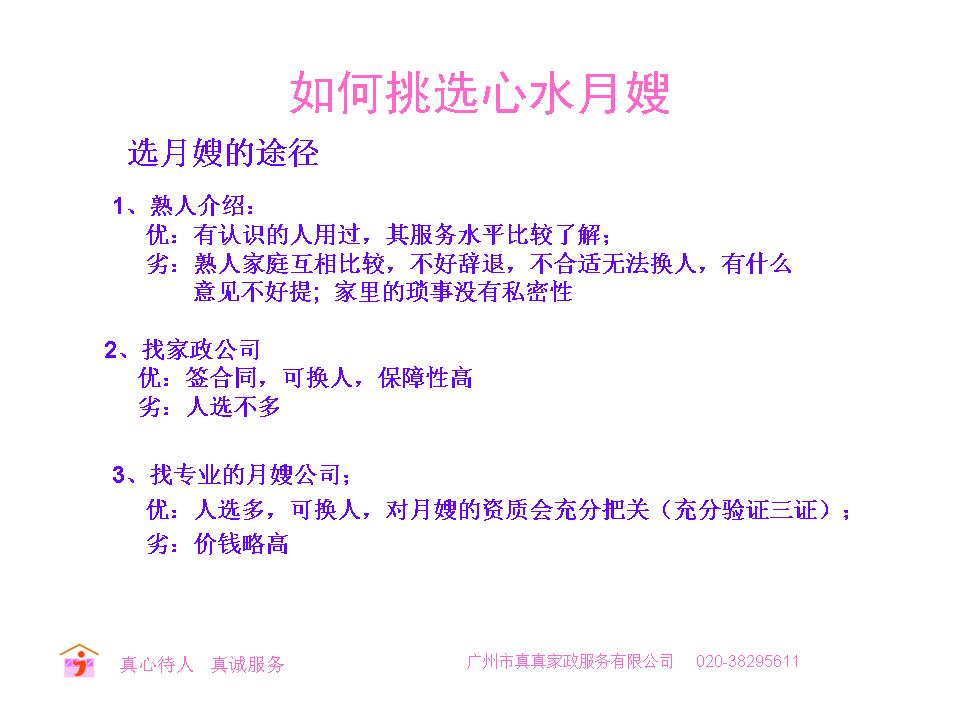 如何挑选心水月嫂
选月嫂的途径
1、熟人介绍：
优：有认识的人用过，其服务水平比较了解；
劣：熟人家庭互相比较，不好辞退，不合适无法换人，有什么
意见不好提; 家里的琐事没有私密性
2、找家政公司
优：签合同，可换人，保障性高
劣：人选不多
3、找专业的月嫂公司；
优：人选多，可换人，对月嫂的资质会充分把关（充分验证三证）；
劣：价钱略高
真心待人 真诚服务
广州市真真家政服务有限公司 020-38295611